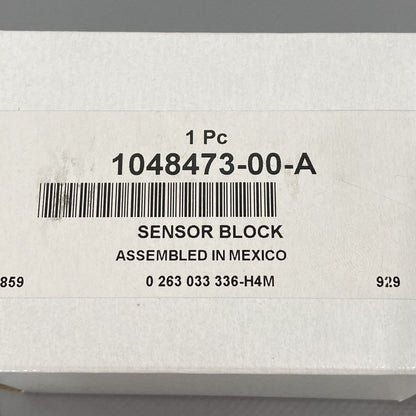 1 Pc
1048473-00-A
SENSOR BLOCK
ASSEMBLED IN MEXICO
859 0 263 033 336-H4M 929